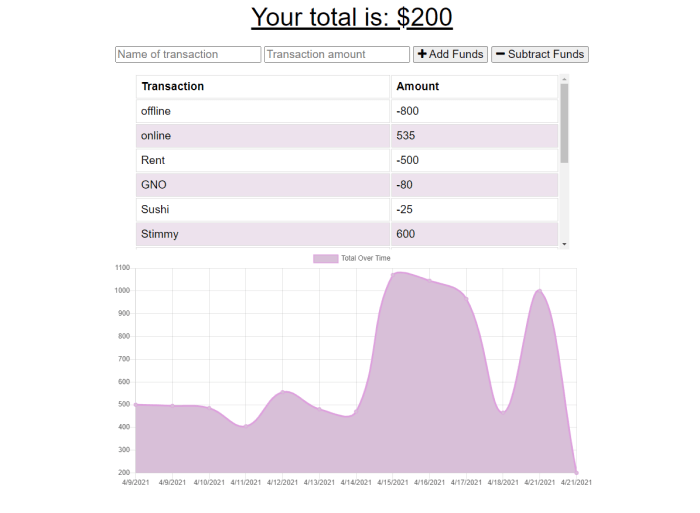 Your total is: $200
Name of transaction Transaction amount + Add Funds − Subtract Funds
Transaction Amount
offline -800
online 535
Rent -500
GNO -80
Sushi -25
Stimmy 600
Total Over Time
1100
1000
900
800
700
600
500
400
300
200
4/9/2021 4/9/2021 4/10/2021 4/11/2021 4/12/2021 4/13/2021 4/14/2021 4/15/2021 4/16/2021 4/17/2021 4/18/2021 4/21/2021 4/21/2021